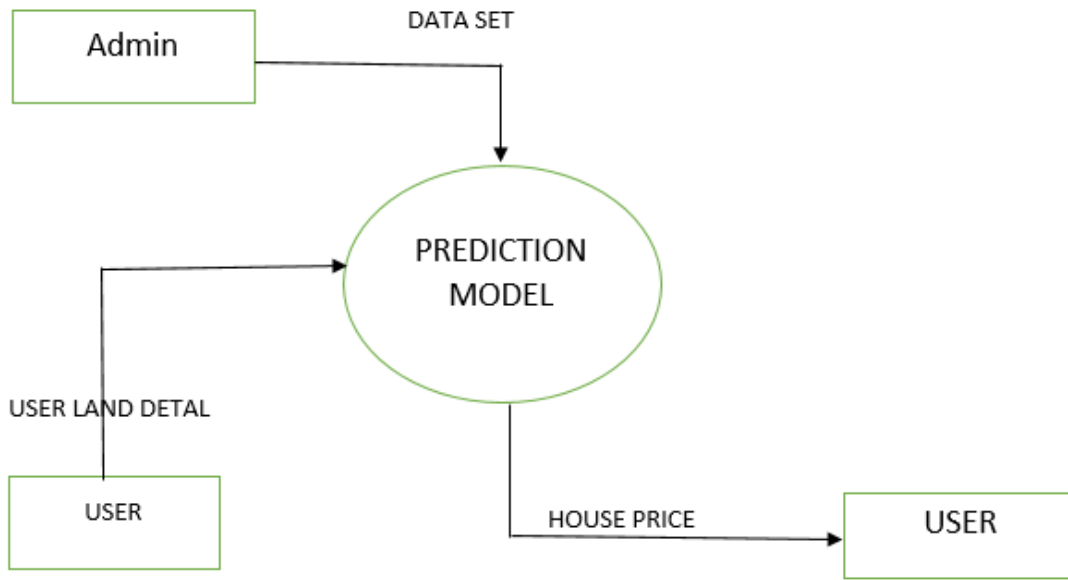 DATA SET
Admin
PREDICTION
MODEL
USER LAND DETAL
USER
HOUSE PRICE
USER